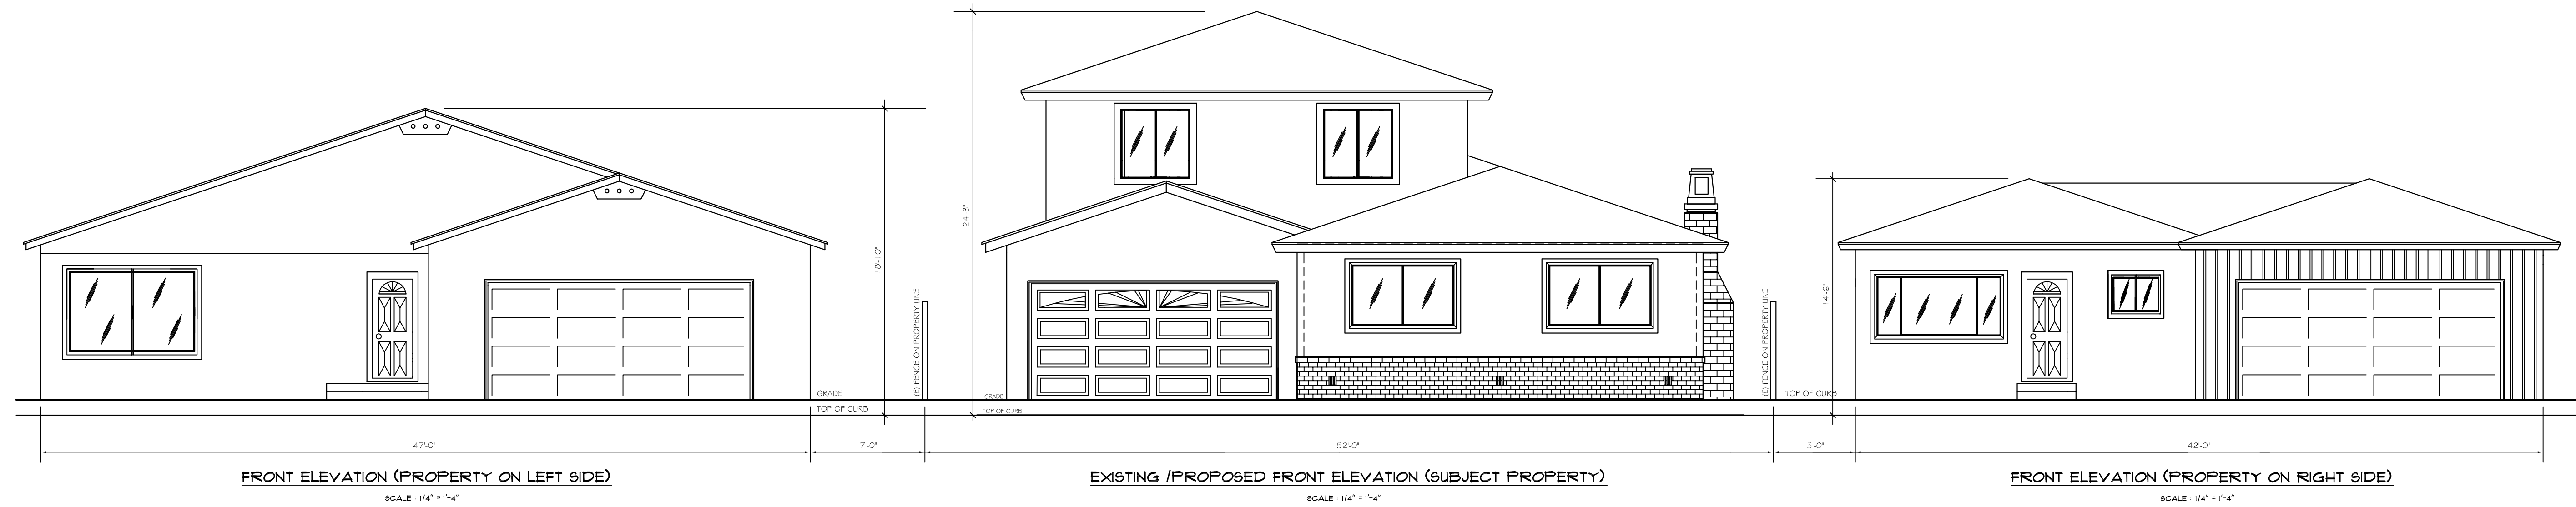 24'-3"
18'-10"
14'-6"
(E) FENCE ON PROPERTY LINE
(E) FENCE ON PROPERTY LINE
GRADE
TOP OF CURB
GRADE
TOP OF CURB
TOP OF CURB
47'-0"
7'-0"
52'-0"
5'-0"
42'-0"
FRONT ELEVATION (PROPERTY ON LEFT SIDE)
SCALE : 1/4" = 1'-4"
EXISTING /PROPOSED FRONT ELEVATION (SUBJECT PROPERTY)
SCALE : 1/4" = 1'-4"
FRONT ELEVATION (PROPERTY ON RIGHT SIDE)
SCALE : 1/4" = 1'-4"